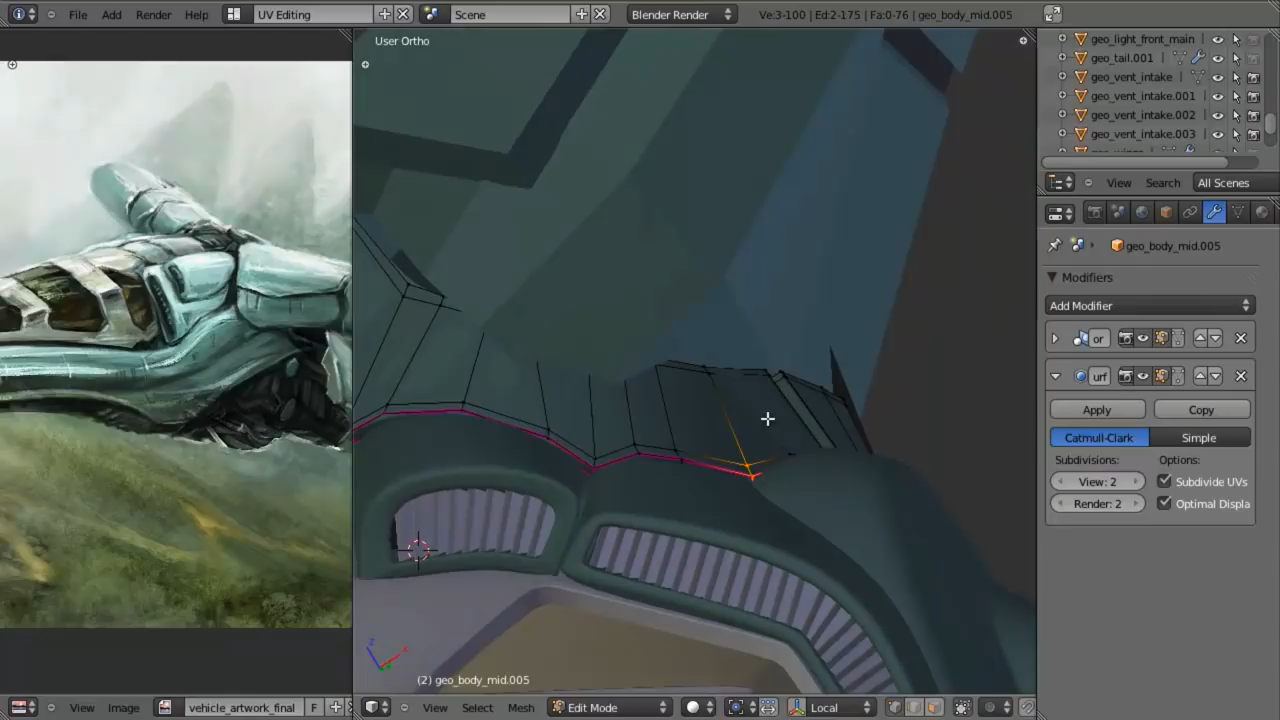 File Add Render Help UV Editing Scene Blender Render Ve:3-100 | Ed:2-175 | Fa:0-76 | geo_body_mid.005
User Ortho
geo_light_front_main
geo_tail.001
geo_vent_intake
geo_vent_intake.001
geo_vent_intake.002
geo_vent_intake.003
View Search All Scenes
geo_body_mid.005
Modifiers
Add Modifier
or
urf
Apply Copy
Catmull-Clark Simple
Subdivisions: Options:
View: 2 Subdivide UVs
Render: 2 Optimal Displa
z x
(2) geo_body_mid.005
View Image vehicle_artwork_final F View Select Mesh Edit Mode Local